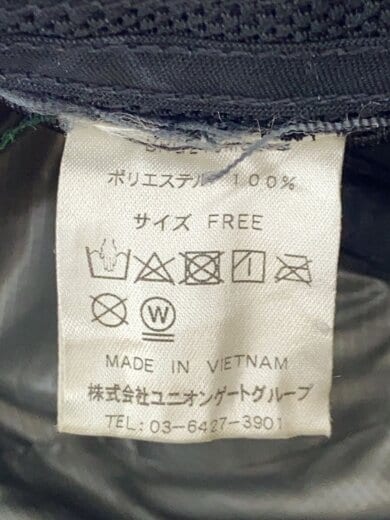 ポリエステル 100%
サイズ FREE
W
MADE IN VIETNAM
株式会社ユニオンゲートグループ
TEL: 03-6427-3901